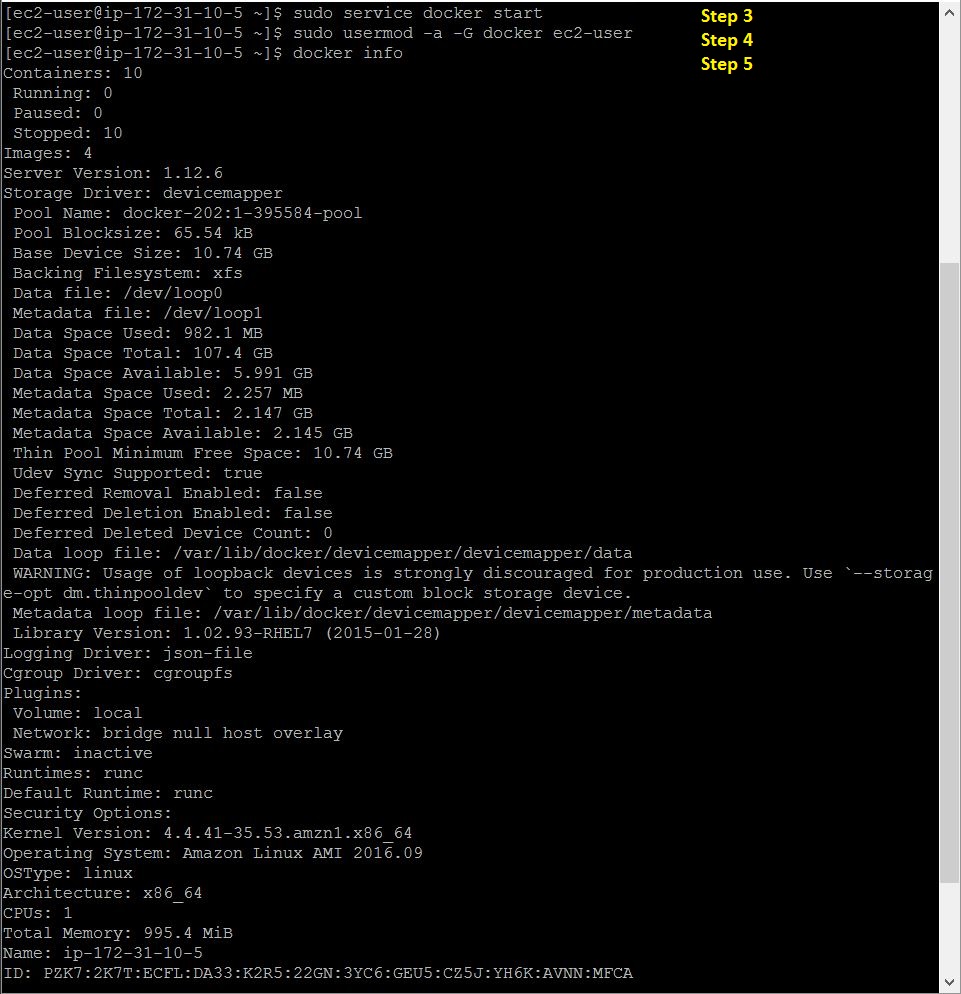 [ec2-user@ip-172-31-10-5 ~]$ sudo service docker start Step 3
[ec2-user@ip-172-31-10-5 ~]$ sudo usermod -a -G docker ec2-user Step 4
[ec2-user@ip-172-31-10-5 ~]$ docker info Step 5
Containers: 10
 Running: 0
 Paused: 0
 Stopped: 10
Images: 4
Server Version: 1.12.6
Storage Driver: devicemapper
 Pool Name: docker-202:1-395584-pool
 Pool Blocksize: 65.54 kB
 Base Device Size: 10.74 GB
 Backing Filesystem: xfs
 Data file: /dev/loop0
 Metadata file: /dev/loop1
 Data Space Used: 982.1 MB
 Data Space Total: 107.4 GB
 Data Space Available: 5.991 GB
 Metadata Space Used: 2.257 MB
 Metadata Space Total: 2.147 GB
 Metadata Space Available: 2.145 GB
 Thin Pool Minimum Free Space: 10.74 GB
 Udev Sync Supported: true
 Deferred Removal Enabled: false
 Deferred Deletion Enabled: false
 Deferred Deleted Device Count: 0
 Data loop file: /var/lib/docker/devicemapper/devicemapper/data
 WARNING: Usage of loopback devices is strongly discouraged for production use. Use `--storag
e-opt dm.thinpooldev` to specify a custom block storage device.
 Metadata loop file: /var/lib/docker/devicemapper/devicemapper/metadata
 Library Version: 1.02.93-RHEL7 (2015-01-28)
Logging Driver: json-file
Cgroup Driver: cgroupfs
Plugins:
 Volume: local
 Network: bridge null host overlay
Swarm: inactive
Runtimes: runc
Default Runtime: runc
Security Options:
Kernel Version: 4.4.41-35.53.amzn1.x86_64
Operating System: Amazon Linux AMI 2016.09
OSType: linux
Architecture: x86_64
CPUs: 1
Total Memory: 995.4 MiB
Name: ip-172-31-10-5
ID: PZK7:2K7T:ECFL:DA33:K2R5:22GN:3YC6:GEU5:CZ5J:YH6K:AVNN:MFCA